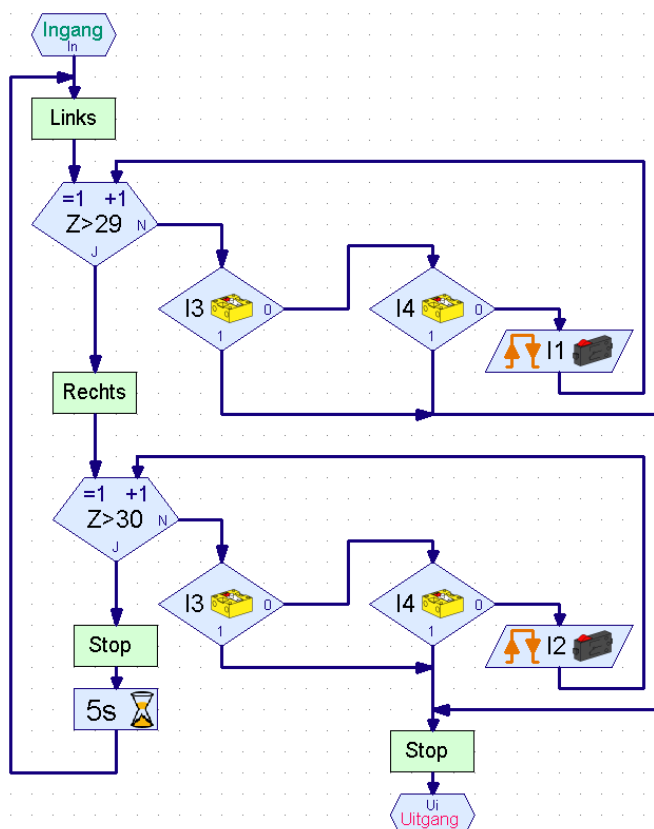 Ingang
In
Links
=1 +1
Z>29
N
J
I3
0
1
I4
0
1
I1
Rechts
=1 +1
Z>30
N
J
I3
0
1
I4
0
1
I2
Stop
5s
Stop
Ui
Uitgang